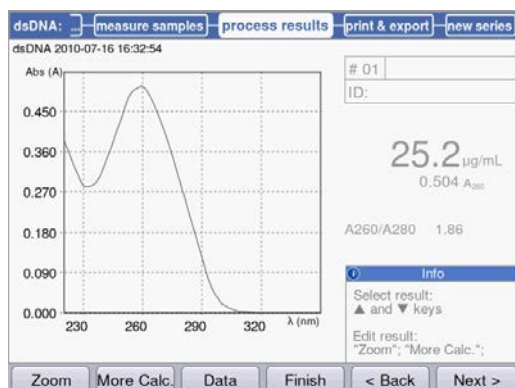 dsDNA: ... measure samples process results print & export new series
dsDNA 2010-07-16 16:32:54
Abs (A)
0.450
0.360
0.270
0.180
0.090
0.000
230 260 290 320 λ (nm)
# 01
ID:
25.2 µg/mL
0.504 A260
A260/A280 1.86
Info
Select result:
▲ and ▼ keys
Edit result:
"Zoom"; "More Calc.";
Zoom More Calc. Data Finish < Back Next >